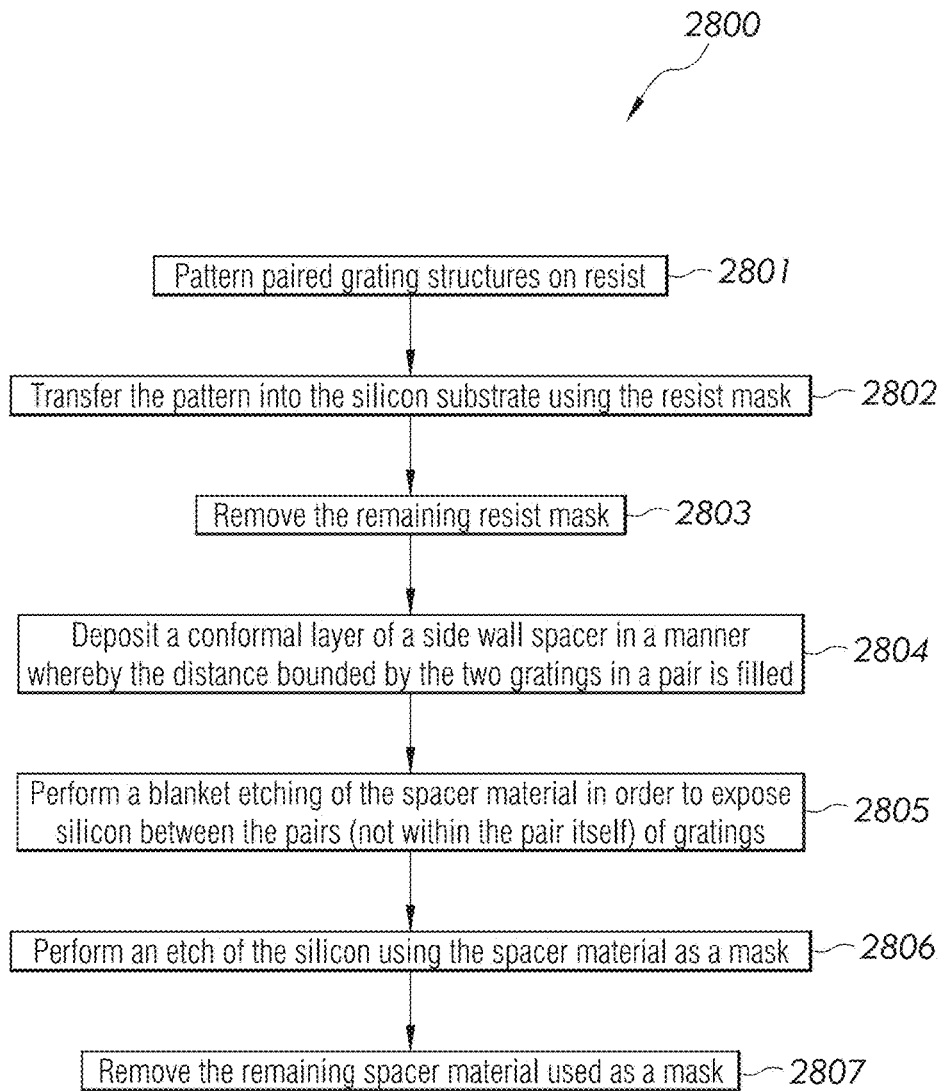 2800
Pattern paired grating structures on resist 2801
Transfer the pattern into the silicon substrate using the resist mask 2802
Remove the remaining resist mask 2803
Deposit a conformal layer of a side wall spacer in a manner
whereby the distance bounded by the two gratings in a pair is filled 2804
Perform a blanket etching of the spacer material in order to expose
silicon between the pairs (not within the pair itself) of gratings 2805
Perform an etch of the silicon using the spacer material as a mask 2806
Remove the remaining spacer material used as a mask 2807